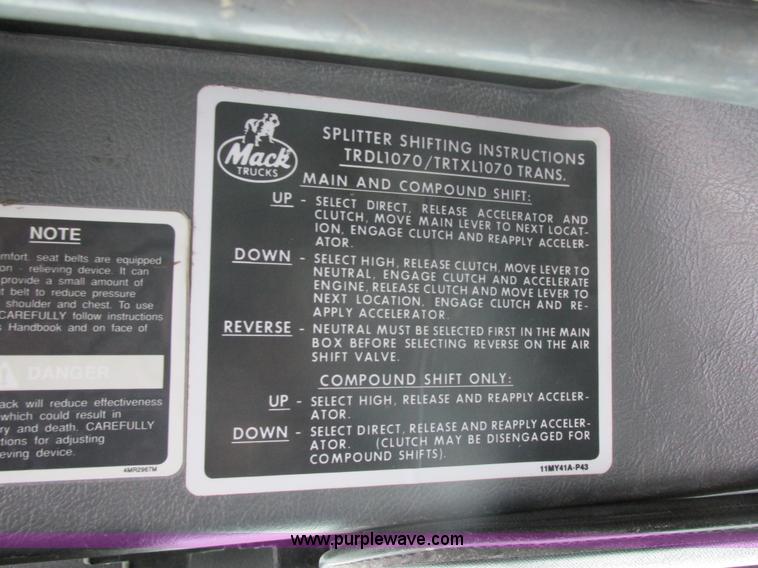 Mack
TRUCKS
SPLITTER SHIFTING INSTRUCTIONS
TRDL1070/TRTXL1070 TRANS.
MAIN AND COMPOUND SHIFT:
UP - SELECT DIRECT, RELEASE ACCELERATOR AND
CLUTCH, MOVE MAIN LEVER TO NEXT LOCAT-
ION, ENGAGE CLUTCH AND REAPPLY ACCELER-
ATOR.
DOWN - SELECT HIGH, RELEASE CLUTCH, MOVE LEVER TO
NEUTRAL, ENGAGE CLUTCH AND ACCELERATE
ENGINE, RELEASE CLUTCH AND MOVE LEVER TO
NEXT LOCATION. ENGAGE CLUTCH AND RE-
APPLY ACCELERATOR.
REVERSE - NEUTRAL MUST BE SELECTED FIRST IN THE MAIN
BOX BEFORE SELECTING REVERSE ON THE AIR
SHIFT VALVE.
COMPOUND SHIFT ONLY:
UP - SELECT HIGH, RELEASE AND REAPPLY ACCELER-
ATOR.
DOWN - SELECT DIRECT, RELEASE AND REAPPLY ACCELER-
ATOR. (CLUTCH MAY BE DISENGAGED FOR
COMPOUND SHIFTS).
11MY41A-P43
NOTE
mfort. seat belts are equipped
on - relieving device. It can
provide a small amount of
t belt to reduce pressure
shoulder and chest. To use
CAREFULLY follow instructions
s Handbook and on face of
DANGER
ack will reduce effectiveness
which could result in
ry and death. CAREFULLY
tions for adjusting
eving device.
4MR2967M
www.purplewave.com